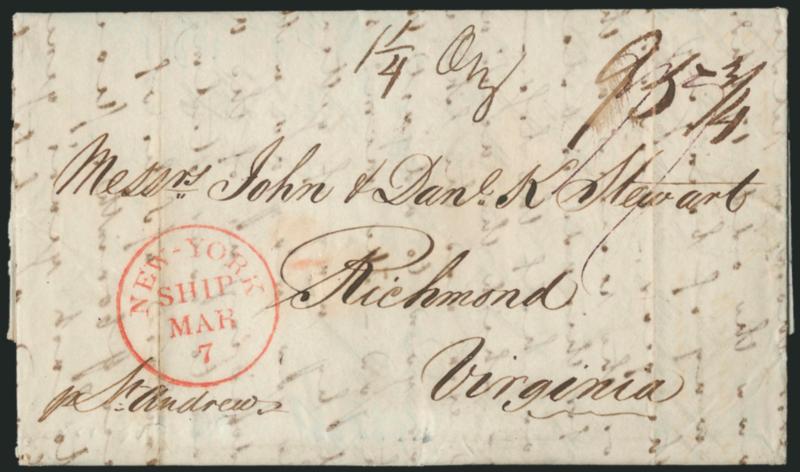 1 1/4 Oz
93 3/4
Messrs. John & Danl. K. Stewart
Richmond
Virginia
NEW-YORK
SHIP
MAR
7
p St. Andrew